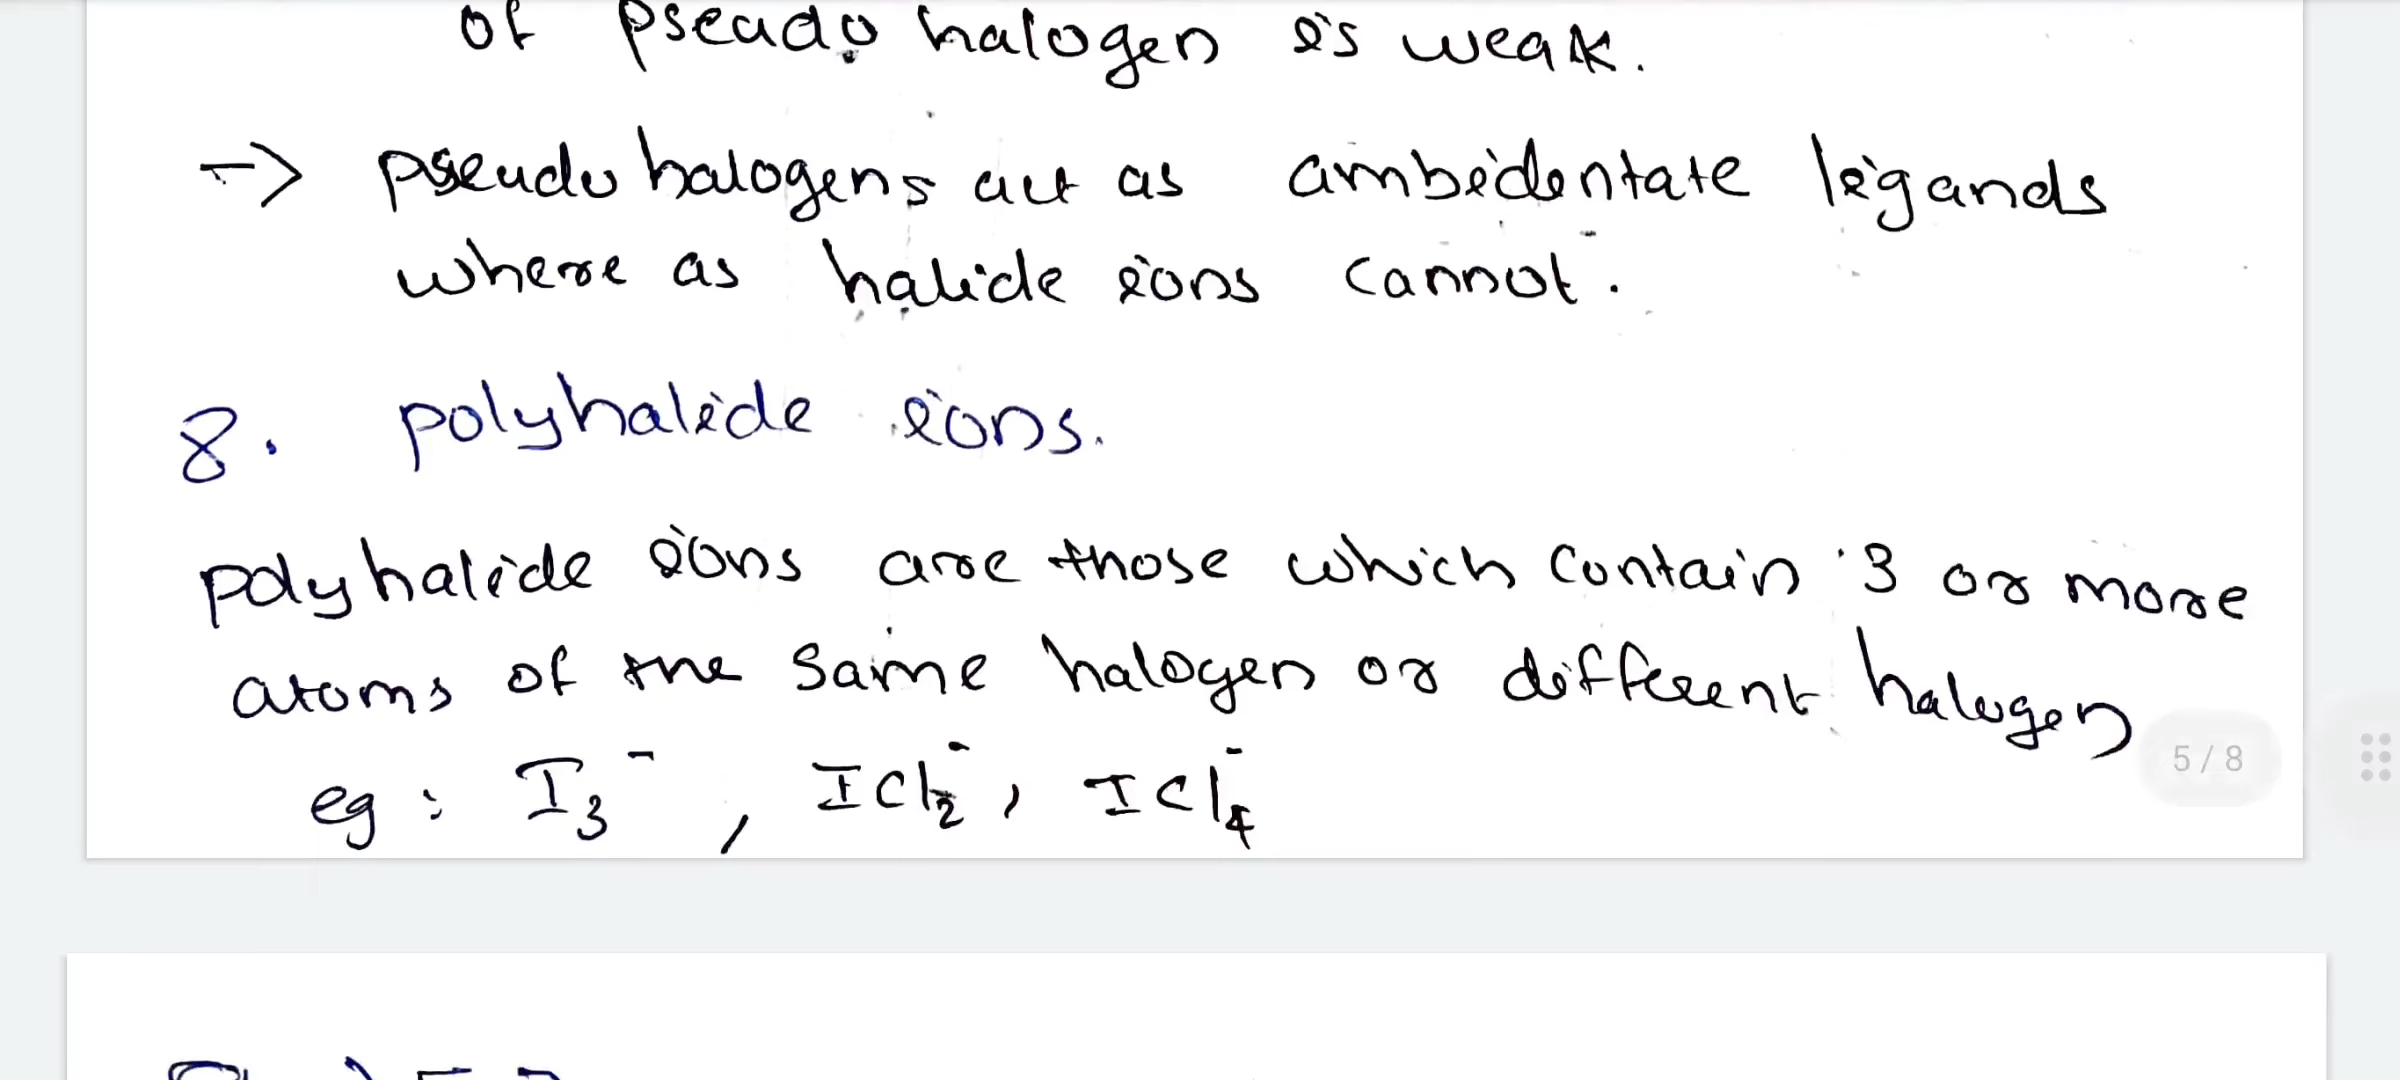 of pseudo halogen is weak.
→ pseudo halogens act as ambidentate ligands
where as halide ions cannot.
8. polyhalide ions.
polyhalide ions are those which contain 3 or more
atoms of the same halogen or different halogen
eg : I₃⁻, ICl₂⁻, ICl₄⁻
5 / 8